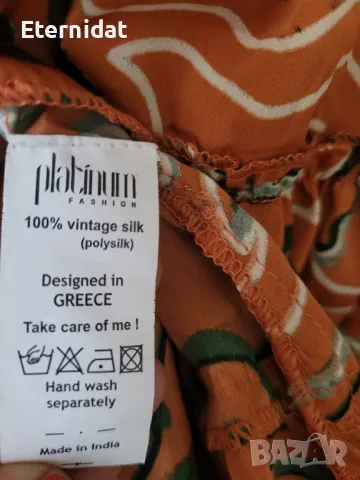 Eternidat
platinum
FASHION
100% vintage silk
(polysilk)
Designed in
GREECE
Take care of me !
Hand wash
separately
Made in India
BAZAR